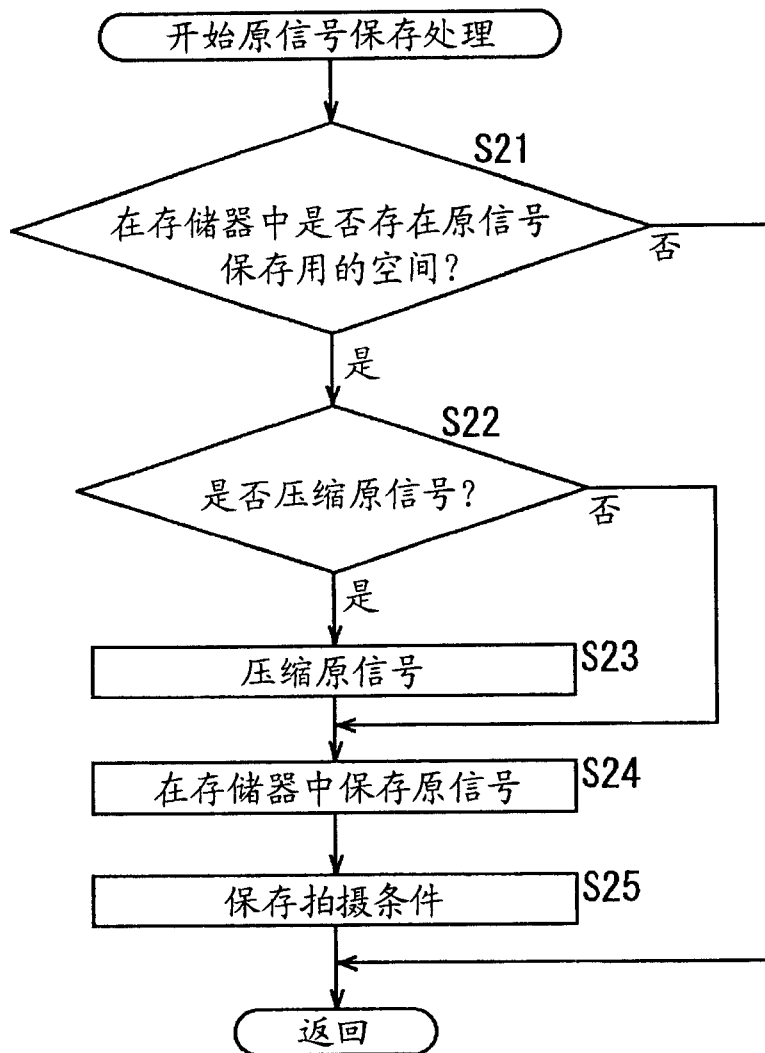 开始原信号保存处理
S21
在存储器中是否存在原信号
保存用的空间?
否
是
S22
是否压缩原信号?
否
是
压缩原信号
S23
在存储器中保存原信号
S24
保存拍摄条件
S25
返回